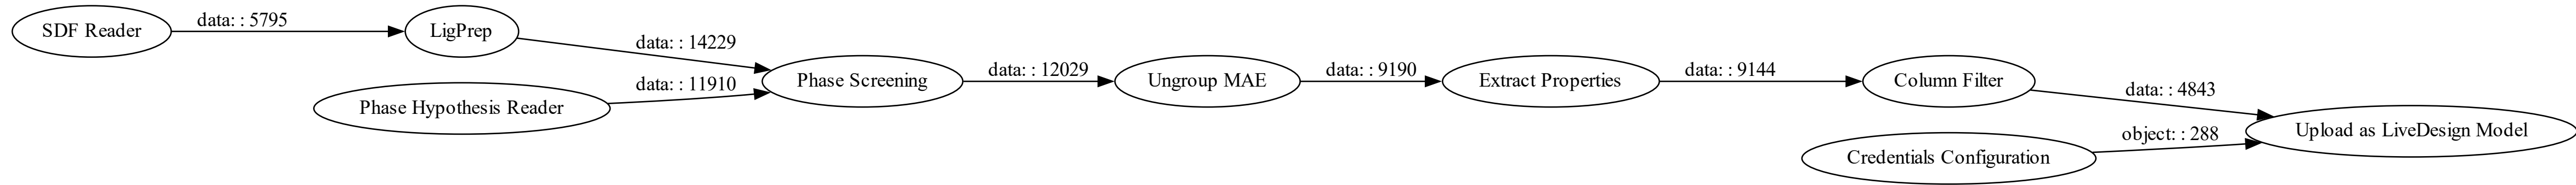 SDF Reader
data: : 5795
LigPrep
data: : 14229
Phase Hypothesis Reader
data: : 11910
Phase Screening
data: : 12029
Ungroup MAE
data: : 9190
Extract Properties
data: : 9144
Column Filter
data: : 4843
Credentials Configuration
object: : 288
Upload as LiveDesign Model